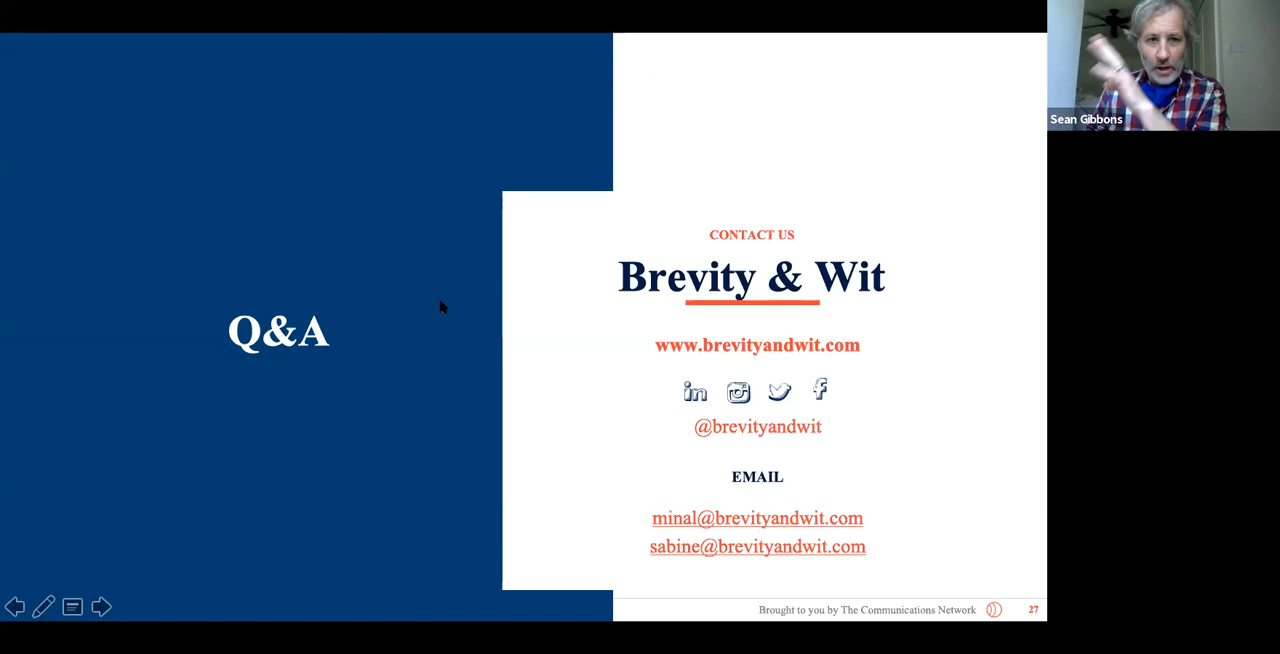 Sean Gibbons
Q&A
CONTACT US
Brevity & Wit
www.brevityandwit.com
@brevityandwit
EMAIL
minal@brevityandwit.com
sabine@brevityandwit.com
Brought to you by The Communications Network
27